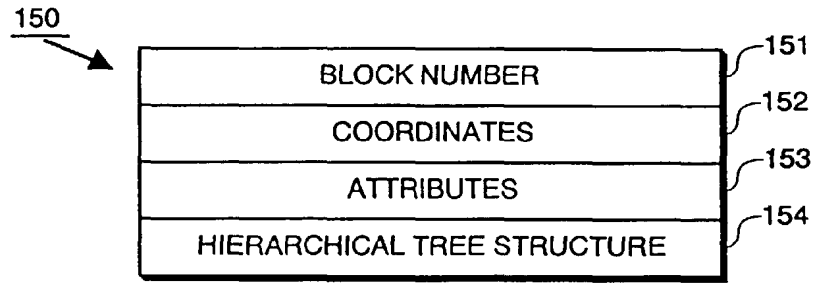 150
BLOCK NUMBER 151
COORDINATES 152
ATTRIBUTES 153
HIERARCHICAL TREE STRUCTURE 154